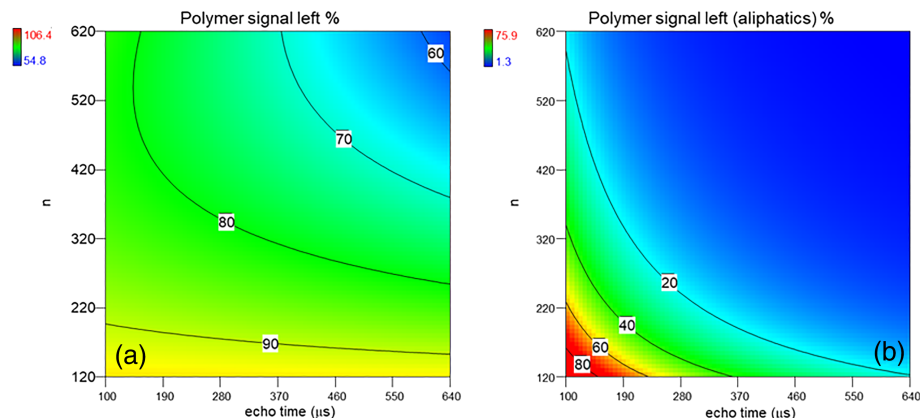 Polymer signal left %
106.4
54.8
620
520
420
320
220
120
n
60
70
80
90
(a)
100 190 280 370 460 550 640
echo time (µs)
Polymer signal left (aliphatics) %
75.9
1.3
620
520
420
320
220
120
n
20
40
60
80
(b)
100 190 280 370 460 550 640
echo time (µs)